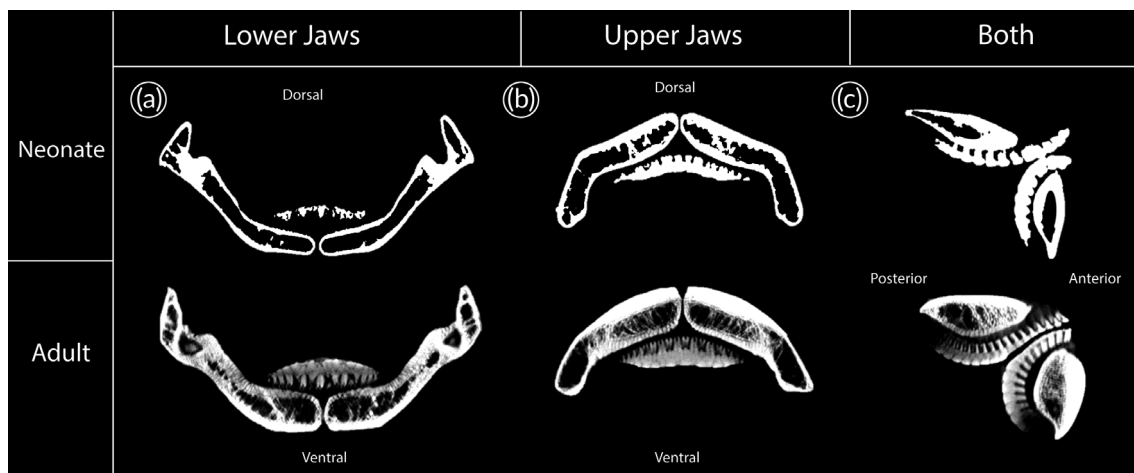 Lower Jaws
Upper Jaws
Both
Neonate
(a)
Dorsal
(b)
Dorsal
(c)
Adult
Ventral
Ventral
Posterior
Anterior